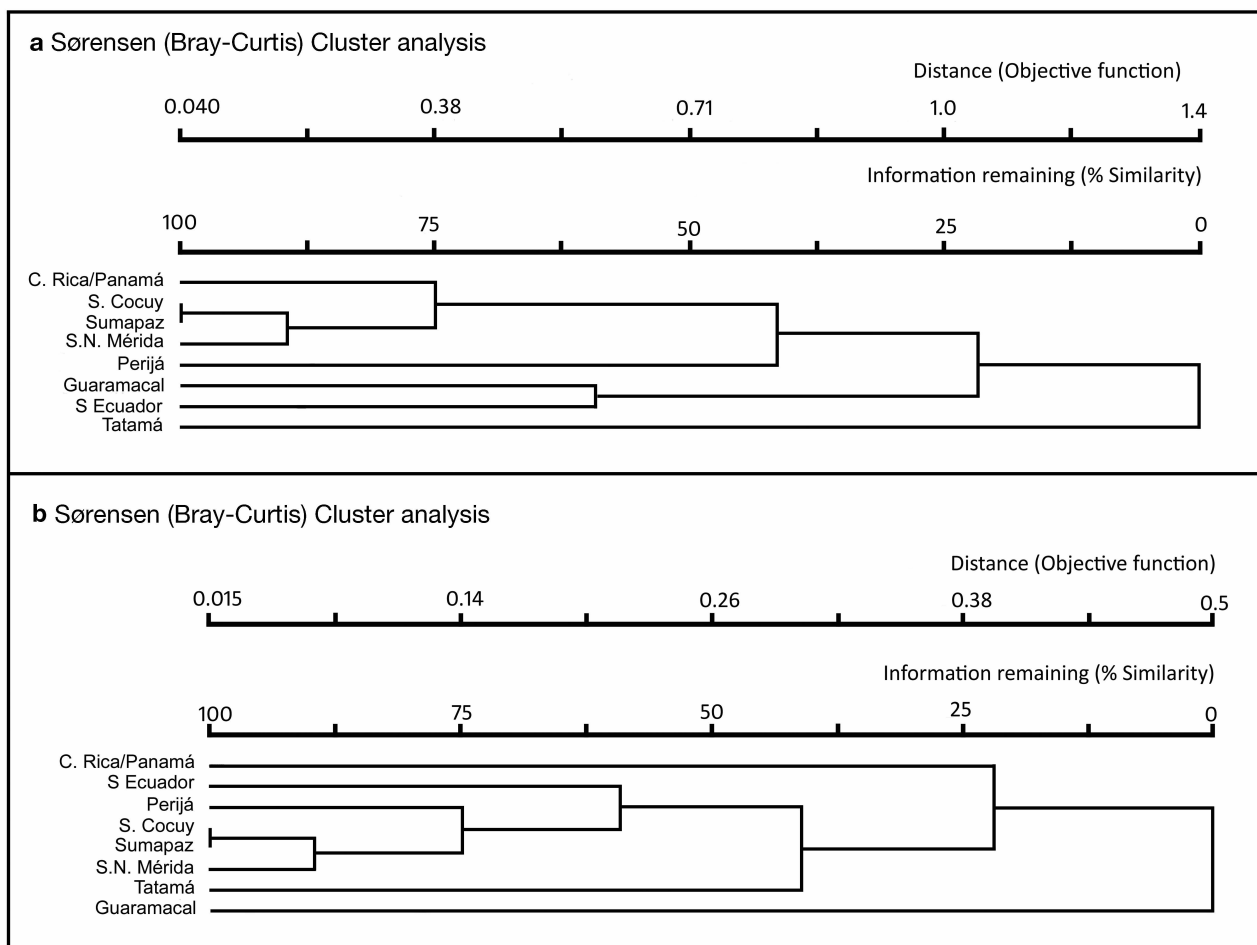 a Sørensen (Bray-Curtis) Cluster analysis
Distance (Objective function)
0.040 0.38 0.71 1.0 1.4
Information remaining (% Similarity)
100 75 50 25 0
C. Rica/Panamá
S. Cocuy
Sumapaz
S.N. Mérida
Perijá
Guaramacal
S Ecuador
Tatamá
b Sørensen (Bray-Curtis) Cluster analysis
Distance (Objective function)
0.015 0.14 0.26 0.38 0.5
Information remaining (% Similarity)
100 75 50 25 0
C. Rica/Panamá
S Ecuador
Perijá
S. Cocuy
Sumapaz
S.N. Mérida
Tatamá
Guaramacal